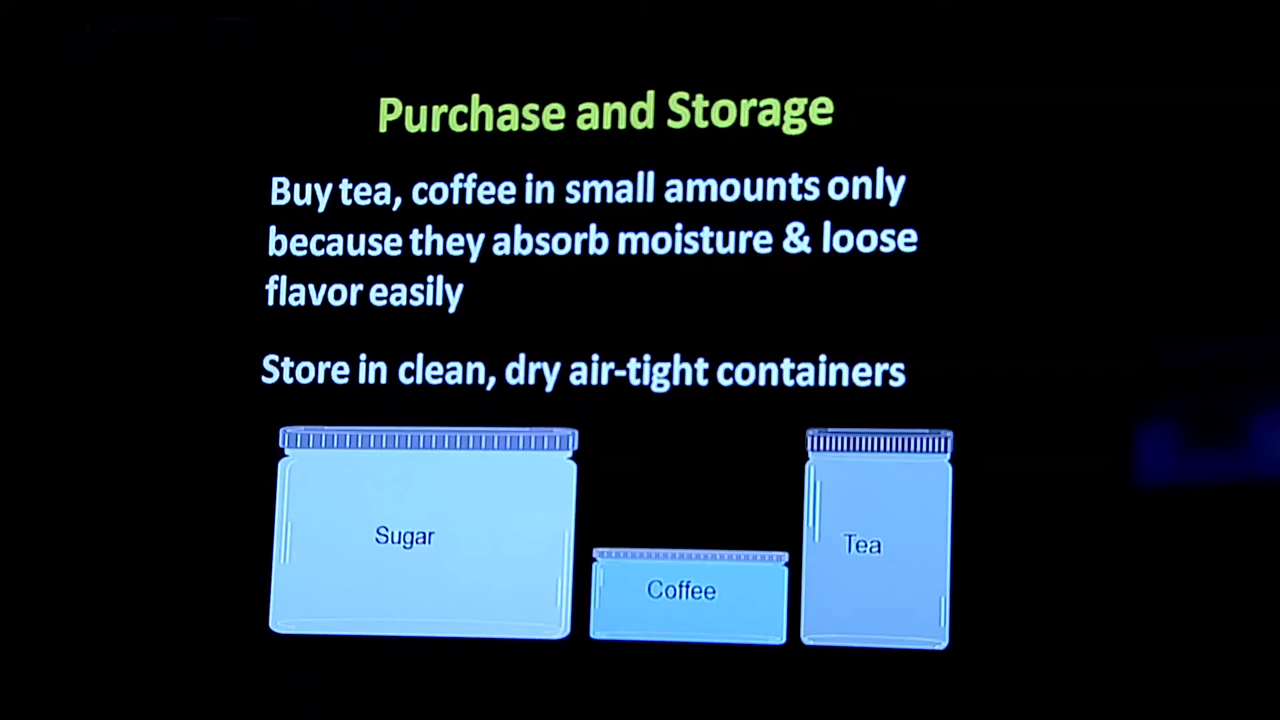 Purchase and Storage
Buy tea, coffee in small amounts only
because they absorb moisture & loose
flavor easily
Store in clean, dry air-tight containers
Sugar
Coffee
Tea